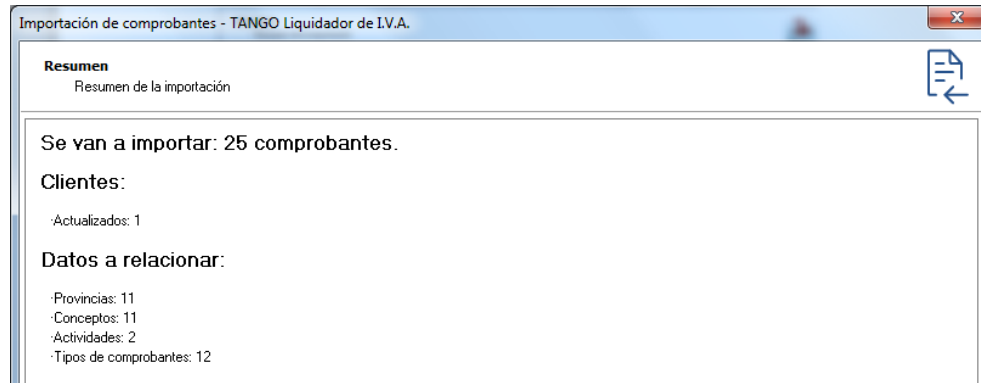 Importación de comprobantes - TANGO Liquidador de I.V.A.
Resumen
Resumen de la importación
Se van a importar: 25 comprobantes.
Clientes:
·Actualizados: 1
Datos a relacionar:
·Provincias: 11
·Conceptos: 11
·Actividades: 2
·Tipos de comprobantes: 12